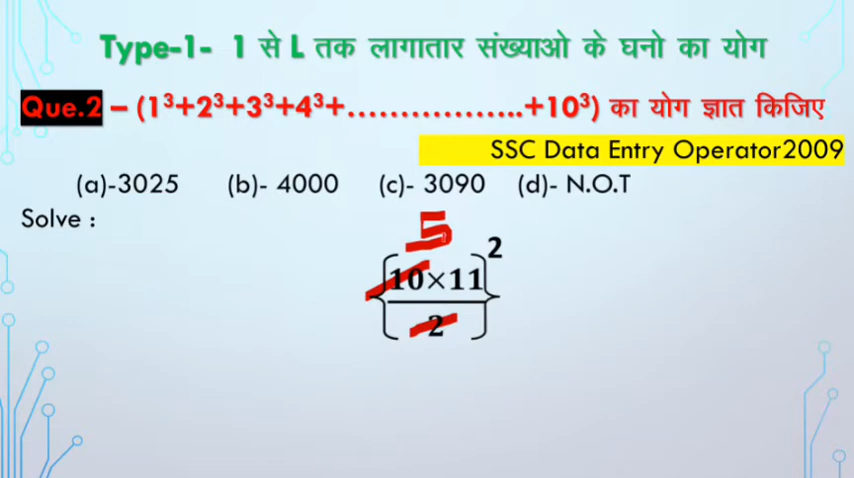 Type-1- 1 से L तक लागातार संख्याओ के घनो का योग
Que.2 – (1³+2³+3³+4³+……………..+10³) का योग ज्ञात किजिए
SSC Data Entry Operator2009
(a)-3025 (b)- 4000 (c)- 3090 (d)- N.O.T
Solve :
5
{10×11
2}²